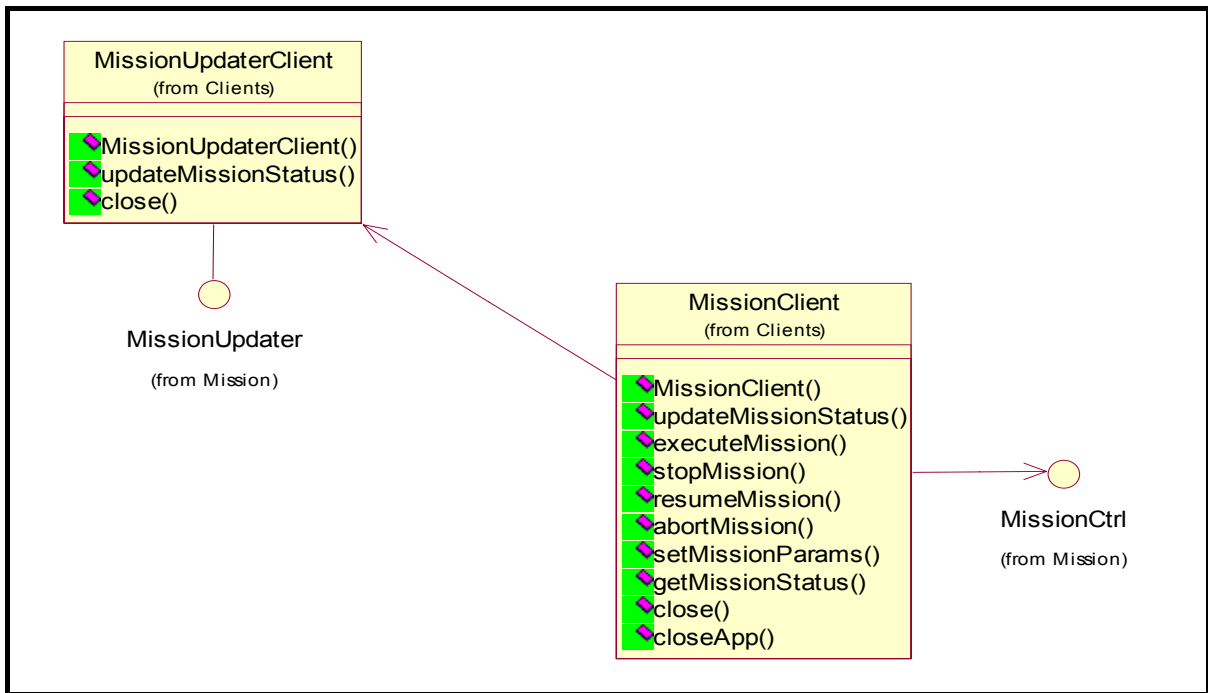 MissionUpdaterClient
(from Clients)
MissionUpdaterClient()
updateMissionStatus()
close()
MissionUpdater
(from Mission)
MissionClient
(from Clients)
MissionClient()
updateMissionStatus()
executeMission()
stopMission()
resumeMission()
abortMission()
setMissionParams()
getMissionStatus()
close()
closeApp()
MissionCtrl
(from Mission)